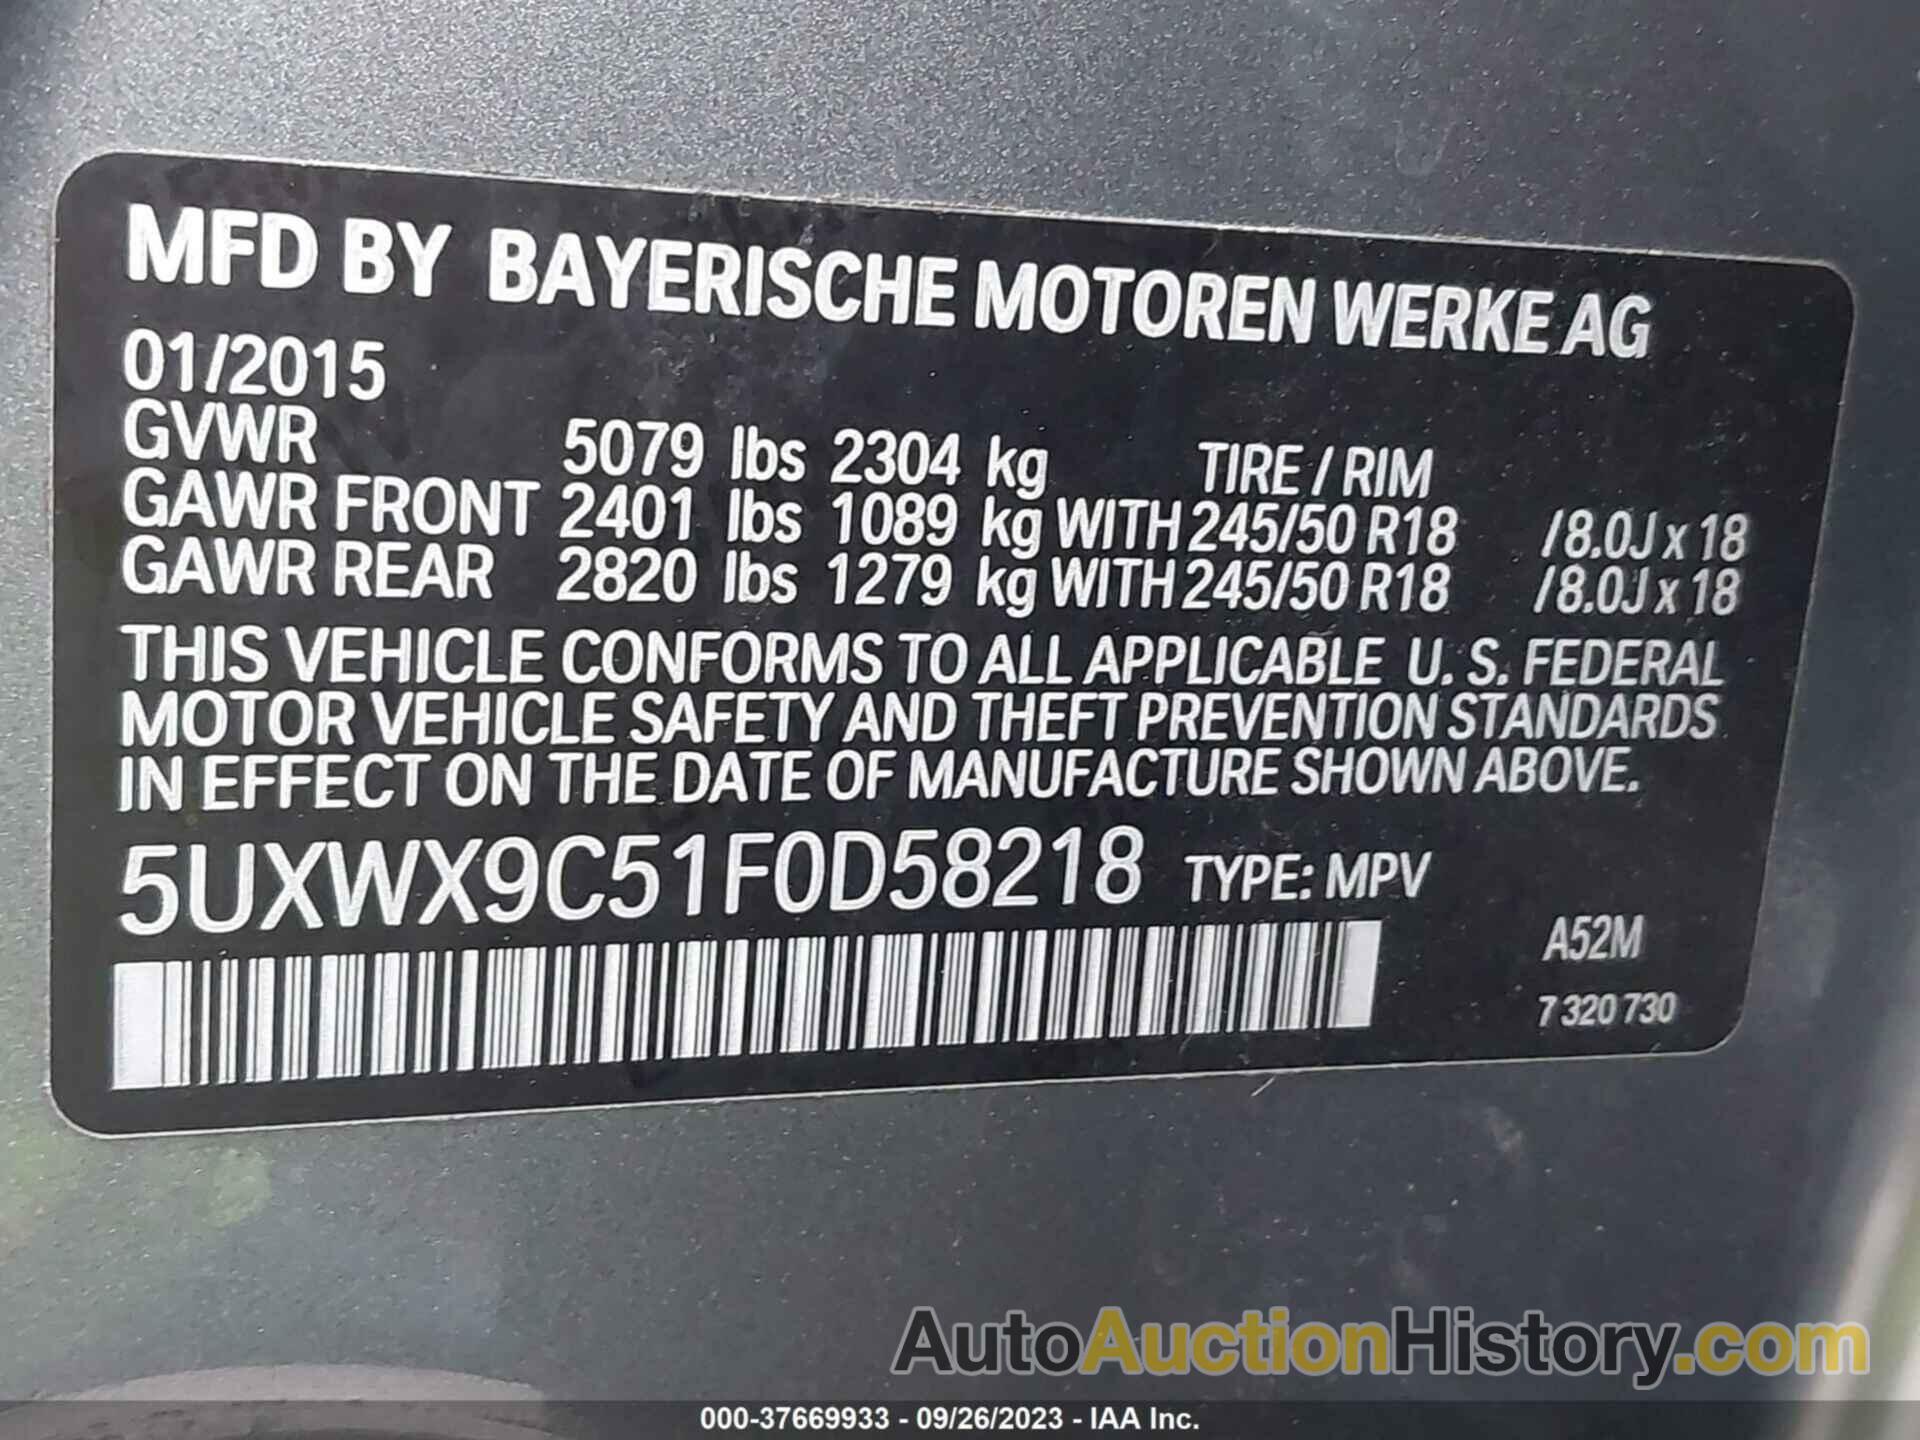 MFD BY BAYERISCHE MOTOREN WERKE AG
01/2015
GVWR 5079 lbs 2304 kg TIRE / RIM
GAWR FRONT 2401 lbs 1089 kg WITH 245/50 R18 /8.0J x 18
GAWR REAR 2820 lbs 1279 kg WITH 245/50 R18 /8.0J x 18
THIS VEHICLE CONFORMS TO ALL APPLICABLE U. S. FEDERAL
MOTOR VEHICLE SAFETY AND THEFT PREVENTION STANDARDS
IN EFFECT ON THE DATE OF MANUFACTURE SHOWN ABOVE.
5UXWX9C51F0D58218 TYPE: MPV
A52M
7 320 730
AutoAuctionHistory.com
000-37669933 - 09/26/2023 - IAA Inc.